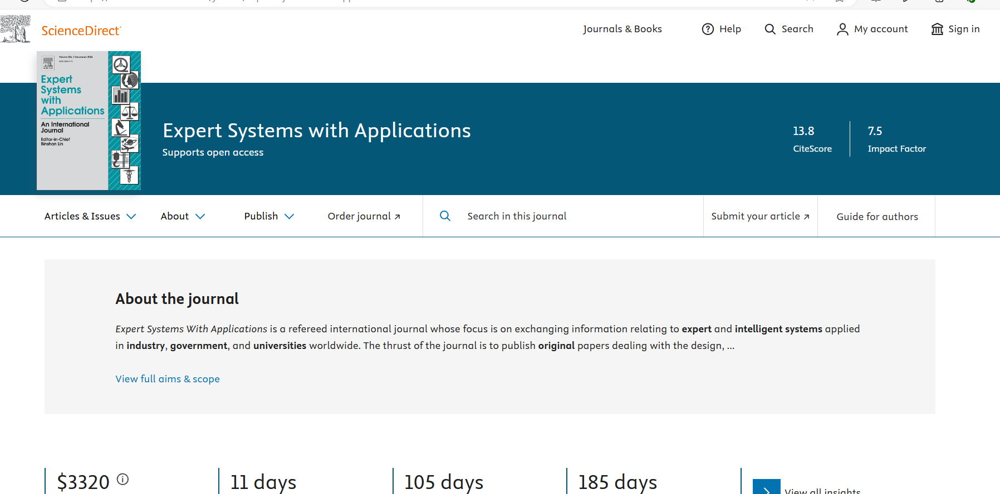 ScienceDirect
Journals & Books
Help
Search
My account
Sign in
Expert
Systems
with
Applications
An International
Journal
Editor-in-Chief
Binshan Lin
Expert Systems with Applications
Supports open access
13.8
CiteScore
7.5
Impact Factor
Articles & Issues
About
Publish
Order journal ↗
Search in this journal
Submit your article ↗
Guide for authors
About the journal
Expert Systems With Applications is a refereed international journal whose focus is on exchanging information relating to expert and intelligent systems applied
in industry, government, and universities worldwide. The thrust of the journal is to publish original papers dealing with the design, ...
View full aims & scope
$3320
11 days
105 days
185 days
View all insights